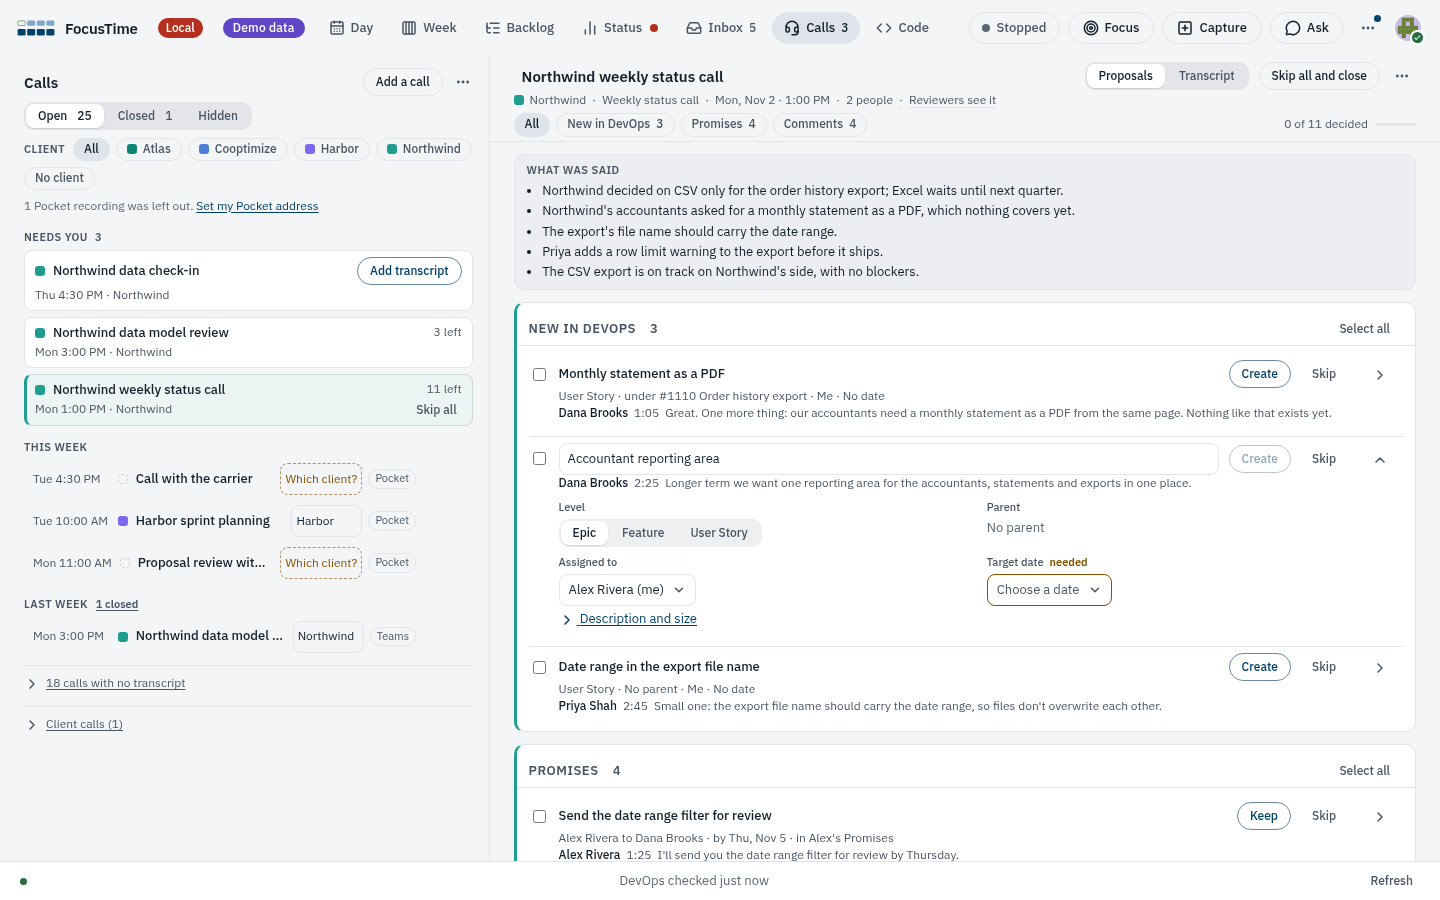 FocusTime Local Demo data Day Week Backlog Status Inbox 5 Calls 3 Code Stopped Focus Capture Ask
Calls Add a call
Open 25 Closed 1 Hidden
CLIENT All Atlas Cooptimize Harbor Northwind
No client
1 Pocket recording was left out. Set my Pocket address
NEEDS YOU 3
Northwind data check-in Add transcript
Thu 4:30 PM · Northwind
Northwind data model review 3 left
Mon 3:00 PM · Northwind
Northwind weekly status call 11 left
Mon 1:00 PM · Northwind Skip all
THIS WEEK
Tue 4:30 PM Call with the carrier Which client? Pocket
Tue 10:00 AM Harbor sprint planning Harbor Pocket
Mon 11:00 AM Proposal review wit... Which client? Pocket
LAST WEEK 1 closed
Mon 3:00 PM Northwind data model ... Northwind Teams
18 calls with no transcript
Client calls (1)
Northwind weekly status call Proposals Transcript Skip all and close
Northwind · Weekly status call · Mon, Nov 2 · 1:00 PM · 2 people · Reviewers see it
All New in DevOps 3 Promises 4 Comments 4 0 of 11 decided
WHAT WAS SAID
• Northwind decided on CSV only for the order history export; Excel waits until next quarter.
• Northwind's accountants asked for a monthly statement as a PDF, which nothing covers yet.
• The export's file name should carry the date range.
• Priya adds a row limit warning to the export before it ships.
• The CSV export is on track on Northwind's side, with no blockers.
NEW IN DEVOPS 3 Select all
Monthly statement as a PDF Create Skip
User Story · under #1110 Order history export · Me · No date
Dana Brooks 1:05 Great. One more thing: our accountants need a monthly statement as a PDF from the same page. Nothing like that exists yet.
Accountant reporting area Create Skip
Dana Brooks 2:25 Longer term we want one reporting area for the accountants, statements and exports in one place.
Level Parent
Epic Feature User Story No parent
Assigned to Target date needed
Alex Rivera (me) Choose a date
Description and size
Date range in the export file name Create Skip
User Story · No parent · Me · No date
Priya Shah 2:45 Small one: the export file name should carry the date range, so files don't overwrite each other.
PROMISES 4 Select all
Send the date range filter for review Keep Skip
Alex Rivera to Dana Brooks · by Thu, Nov 5 · in Alex's Promises
Alex Rivera 1:25 I'll send you the date range filter for review by Thursday.
DevOps checked just now Refresh